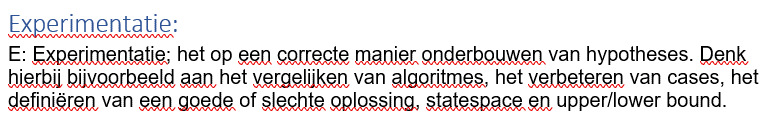 Experimentatie:
E: Experimentatie; het op een correcte manier onderbouwen van hypotheses. Denk
hierbij bijvoorbeeld aan het vergelijken van algoritmes, het verbeteren van cases, het
definiëren van een goede of slechte oplossing, statespace en upper/lower bound.